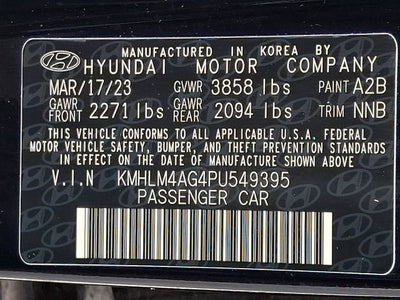 MANUFACTURED IN KOREA BY
HYUNDAI MOTOR COMPANY
MAR/17/23 GVWR 3858 lbs PAINT A2B
GAWR FRONT 2271 lbs GAWR REAR 2094 lbs TRIM NNB
THIS VEHICLE CONFORMS TO ALL APPLICABLE U.S.A. FEDERAL
MOTOR VEHICLE SAFETY, BUMPER, AND THEFT PREVENTION STANDARDS
IN EFFECT ON THE DATE OF MANUFACTURE SHOWN ABOVE.
V.I.N KMHLM4AG4PU549395
PASSENGER CAR